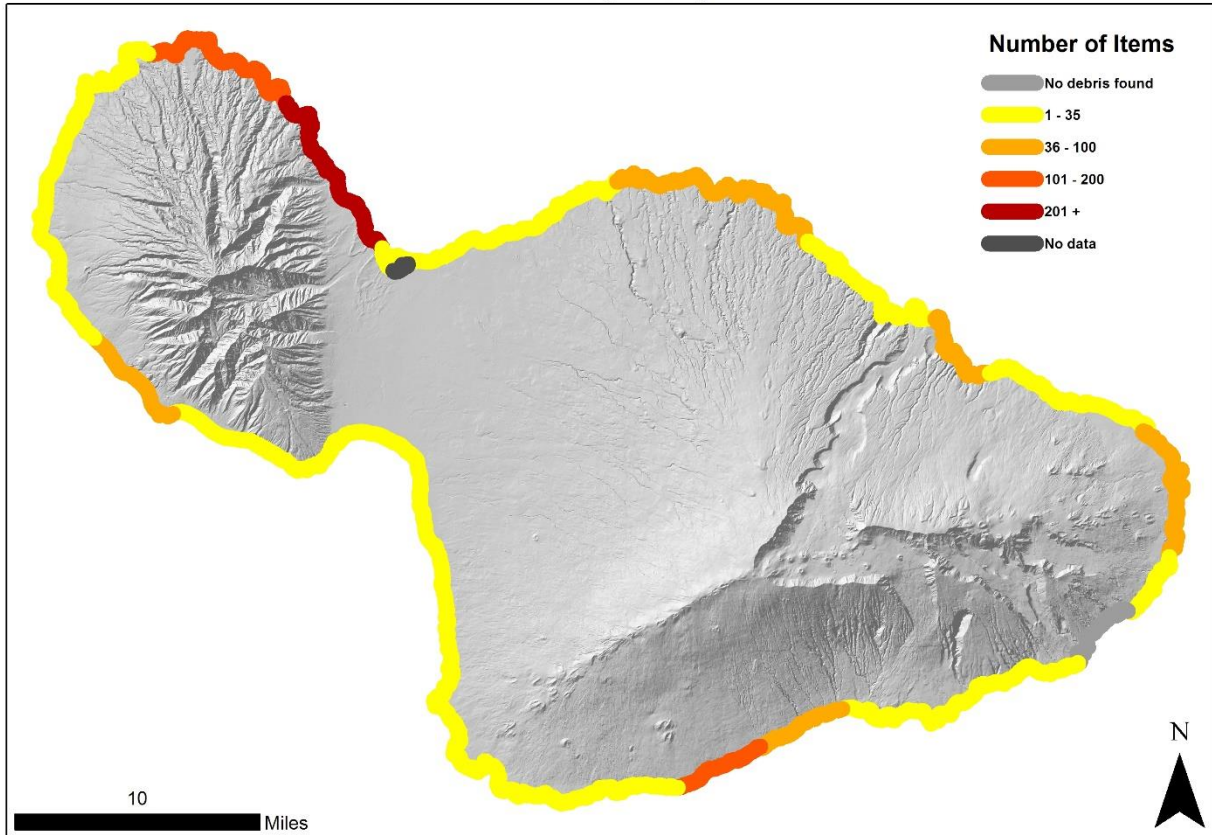 Number of Items
No debris found
1 - 35
36 - 100
101 - 200
201 +
No data
N
10
Miles